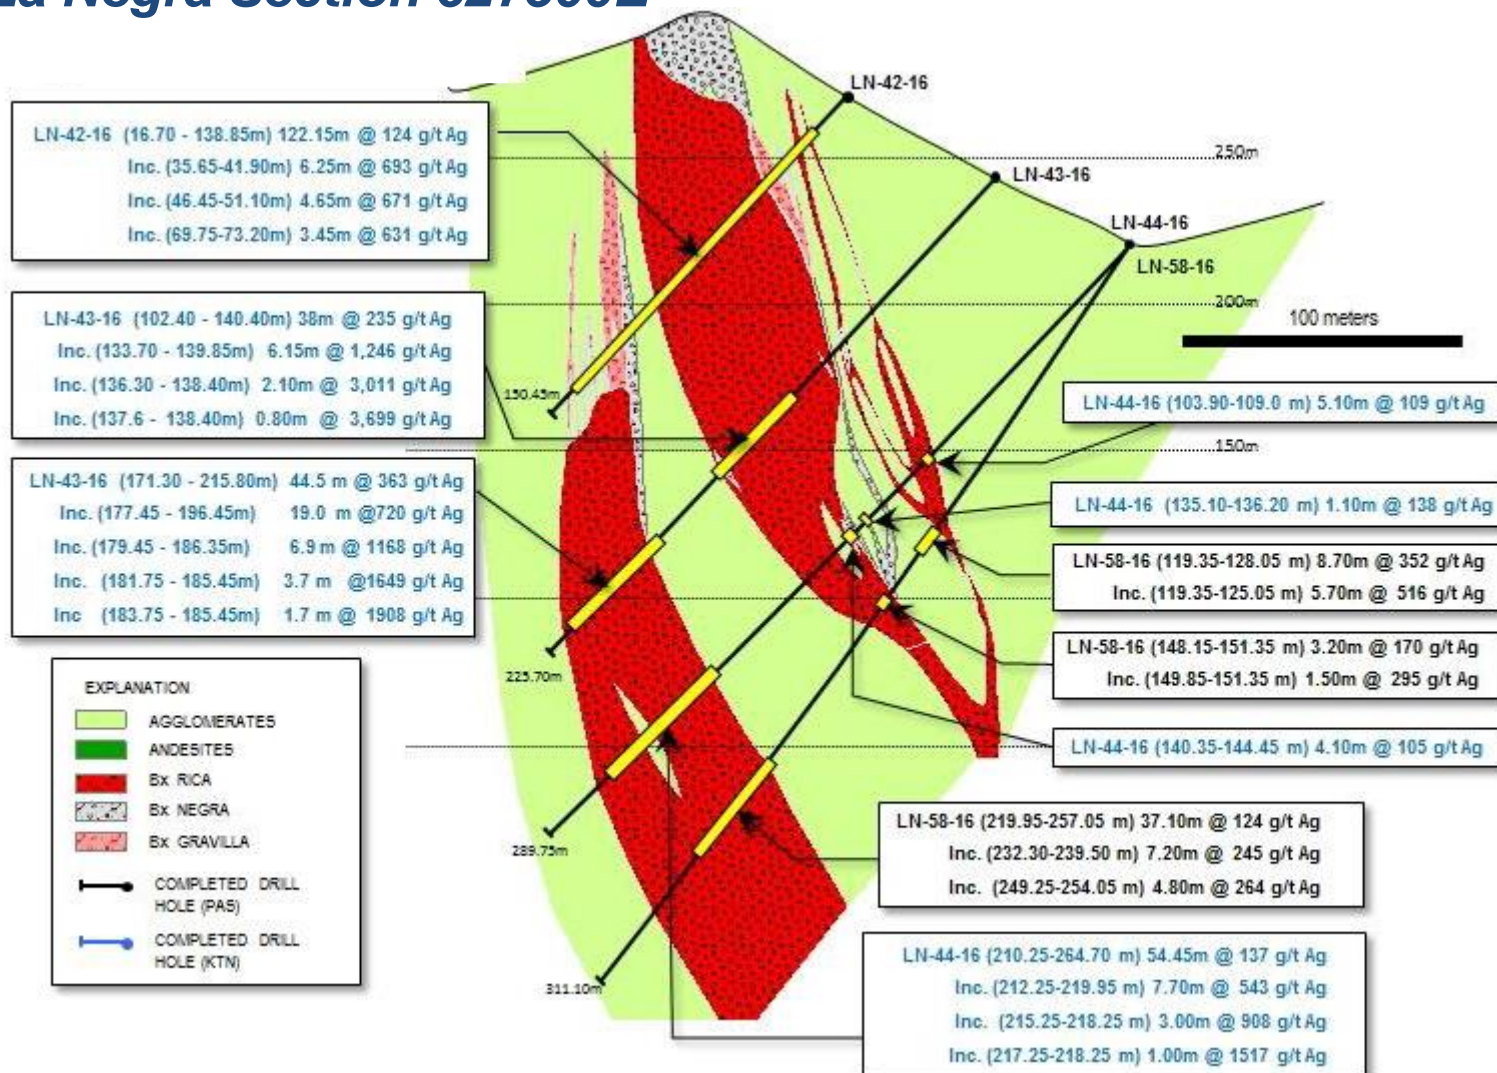 LN-42-16
LN-43-16
LN-44-16
LN-58-16
250m
200m
150m
100 meters
LN-42-16 (16.70 - 138.85m) 122.15m @ 124 g/t Ag
Inc. (35.65-41.90m) 6.25m @ 693 g/t Ag
Inc. (46.45-51.10m) 4.65m @ 671 g/t Ag
Inc. (69.75-73.20m) 3.45m @ 631 g/t Ag
LN-43-16 (102.40 - 140.40m) 38m @ 235 g/t Ag
Inc. (133.70 - 139.85m) 6.15m @ 1,246 g/t Ag
Inc. (136.30 - 138.40m) 2.10m @ 3,011 g/t Ag
Inc. (137.6 - 138.40m) 0.80m @ 3,699 g/t Ag
LN-43-16 (171.30 - 215.80m) 44.5 m @ 363 g/t Ag
Inc. (177.45 - 196.45m) 19.0 m @720 g/t Ag
Inc. (179.45 - 186.35m) 6.9 m @ 1168 g/t Ag
Inc. (181.75 - 185.45m) 3.7 m @1649 g/t Ag
Inc (183.75 - 185.45m) 1.7 m @ 1908 g/t Ag
150.45m
225.70m
289.75m
311.10m
LN-44-16 (103.90-109.0 m) 5.10m @ 109 g/t Ag
LN-44-16 (135.10-136.20 m) 1.10m @ 138 g/t Ag
LN-58-16 (119.35-128.05 m) 8.70m @ 352 g/t Ag
Inc. (119.35-125.05 m) 5.70m @ 516 g/t Ag
LN-58-16 (148.15-151.35 m) 3.20m @ 170 g/t Ag
Inc. (149.85-151.35 m) 1.50m @ 295 g/t Ag
LN-44-16 (140.35-144.45 m) 4.10m @ 105 g/t Ag
LN-58-16 (219.95-257.05 m) 37.10m @ 124 g/t Ag
Inc. (232.30-239.50 m) 7.20m @ 245 g/t Ag
Inc. (249.25-254.05 m) 4.80m @ 264 g/t Ag
LN-44-16 (210.25-264.70 m) 54.45m @ 137 g/t Ag
Inc. (212.25-219.95 m) 7.70m @ 543 g/t Ag
Inc. (215.25-218.25 m) 3.00m @ 908 g/t Ag
Inc. (217.25-218.25 m) 1.00m @ 1517 g/t Ag
EXPLANATION
AGGLOMERATES
ANDESITES
Bx RICA
Bx NEGRA
Bx GRAVILLA
COMPLETED DRILL
HOLE (PAS)
COMPLETED DRILL
HOLE (KTN)